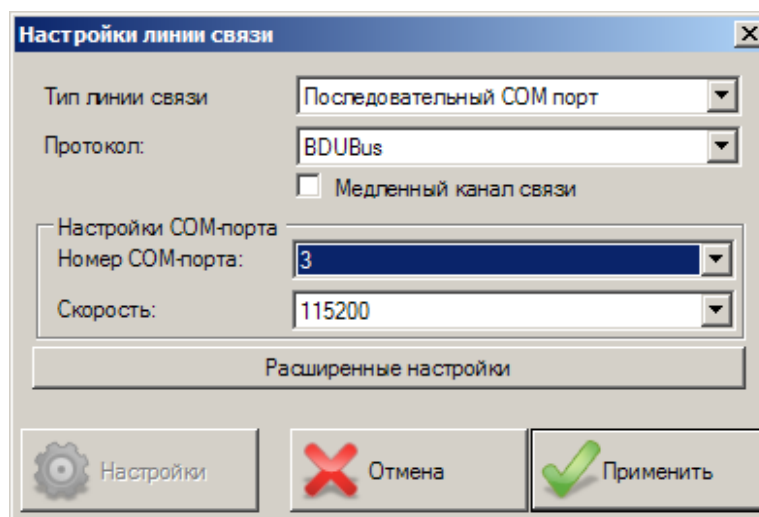 Настройки линии связи
Тип линии связи Последовательный COM порт
Протокол: BDUBus
Медленный канал связи
Настройки COM-порта
Номер COM-порта: 3
Скорость: 115200
Расширенные настройки
Настройки Отмена Применить